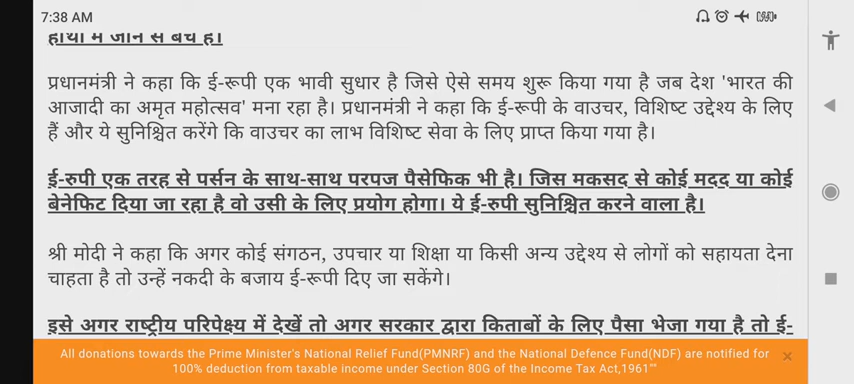 7:38 AM
हाथों में जाने से बचे हैं।
प्रधानमंत्री ने कहा कि ई-रूपी एक भावी सुधार है जिसे ऐसे समय शुरू किया गया है जब देश 'भारत की
आजादी का अमृत महोत्सव' मना रहा है। प्रधानमंत्री ने कहा कि ई-रूपी के वाउचर, विशिष्ट उद्देश्य के लिए
हैं और ये सुनिश्चित करेंगे कि वाउचर का लाभ विशिष्ट सेवा के लिए प्राप्त किया गया है।
ई-रुपी एक तरह से पर्सन के साथ-साथ परपज पैसेफिक भी है। जिस मकसद से कोई मदद या कोई
बेनेफिट दिया जा रहा है वो उसी के लिए प्रयोग होगा। ये ई-रुपी सुनिश्चित करने वाला है।
श्री मोदी ने कहा कि अगर कोई संगठन, उपचार या शिक्षा या किसी अन्य उद्देश्य से लोगों को सहायता देना
चाहता है तो उन्हें नकदी के बजाय ई-रूपी दिए जा सकेंगे।
इसे अगर राष्ट्रीय परिपेक्ष्य में देखें तो अगर सरकार द्वारा किताबों के लिए पैसा भेजा गया है तो ई-
All donations towards the Prime Minister's National Relief Fund(PMNRF) and the National Defence Fund(NDF) are notified for
100% deduction from taxable income under Section 80G of the Income Tax Act,1961""